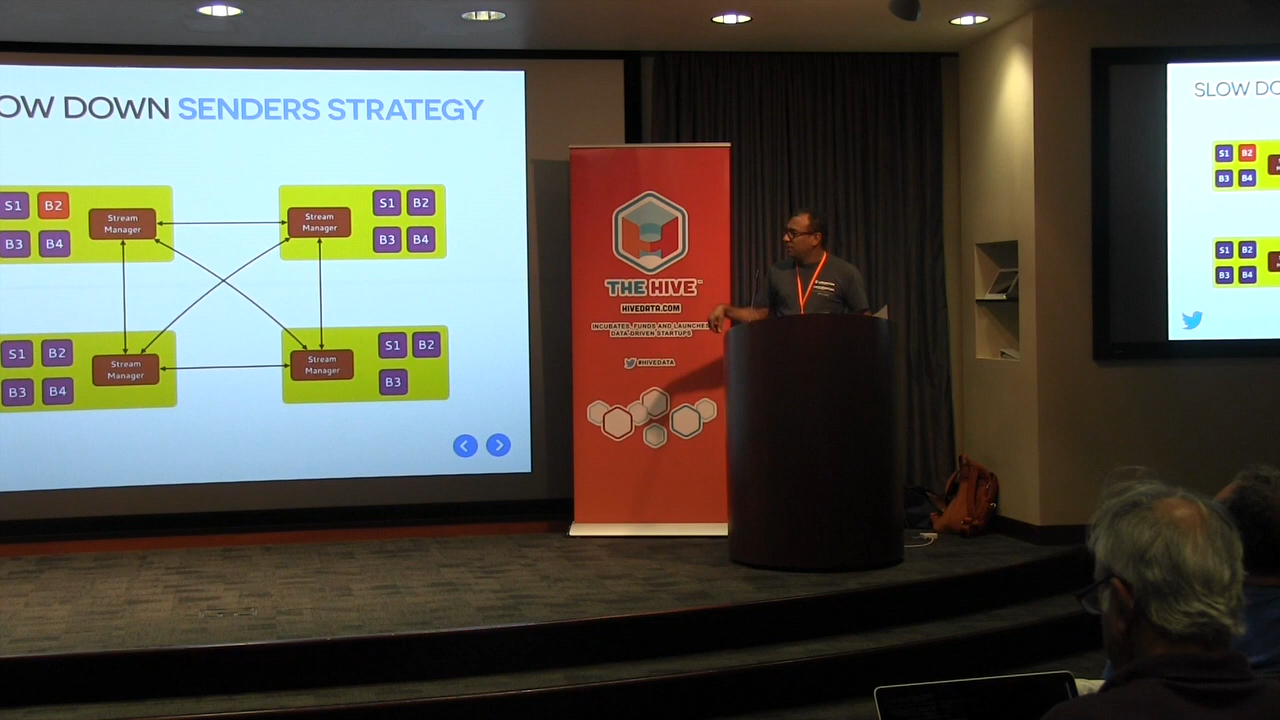 OW DOWN SENDERS STRATEGY
S1 B2
B3 B4
Stream
Manager
Stream
Manager
S1 B2
B3 B4
S1 B2
B3 B4
Stream
Manager
Stream
Manager
S1 B2
B3
THE HIVE
HIVEDATA.COM
INCUBATES, FUNDS AND LAUNCHES
DATA-DRIVEN STARTUPS
#HIVEDATA
SLOW DO
S1 B2
B3 B4
S1 B2
B3 B4